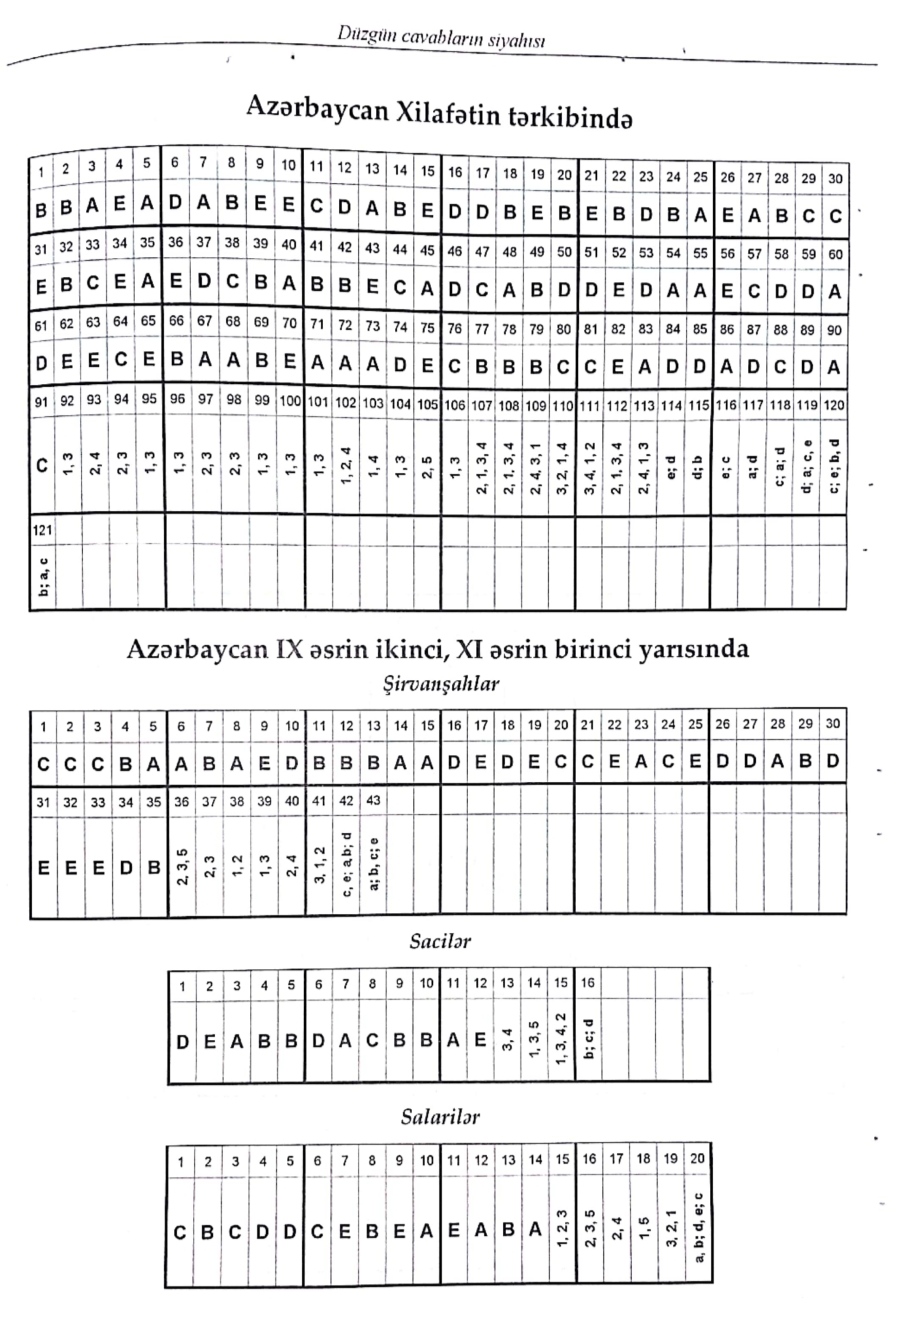 Düzgün cavabların siyahısı
Azərbaycan Xilafətin tərkibində
1 2 3 4 5 6 7 8 9 10 11 12 13 14 15 16 17 18 19 20 21 22 23 24 25 26 27 28 29 30
B B A E A D A B E E C D A B E D D B E B E B D B A E A B C C
31 32 33 34 35 36 37 38 39 40 41 42 43 44 45 46 47 48 49 50 51 52 53 54 55 56 57 58 59 60
E B C E A E D C B A B B E C A D C A B D D E D A A E C D D A
61 62 63 64 65 66 67 68 69 70 71 72 73 74 75 76 77 78 79 80 81 82 83 84 85 86 87 88 89 90
D E E C E B A A B E A A A D E C B B B C C E A D D A D C D A
91 92 93 94 95 96 97 98 99 100 101 102 103 104 105 106 107 108 109 110 111 112 113 114 115 116 117 118 119 120
C 1, 3 2, 4 2, 3 1, 3 1, 3 2, 3 2, 3 1, 3 1, 3 1, 3 1, 2, 4 1, 4 1, 3 2, 5 1, 3 2, 1, 3, 4 2, 1, 3, 4 2, 4, 3, 1 3, 2, 1, 4 3, 4, 1, 2 2, 1, 3, 4 2, 4, 1, 3 e; d d; b e; c a; d c; a; d d; a; c, e c; e; b, d
121
b; a, c
Azərbaycan IX əsrin ikinci, XI əsrin birinci yarısında
Şirvanşahlar
1 2 3 4 5 6 7 8 9 10 11 12 13 14 15 16 17 18 19 20 21 22 23 24 25 26 27 28 29 30
C C C B A A B A E D B B B A A D E D E C C E A C E D D A B D
31 32 33 34 35 36 37 38 39 40 41 42 43
E E E D B 2, 3, 5 2, 3 1, 2 1, 3 2, 4 3, 1, 2 c, e; a,b; d a; b, c; e
Sacilər
1 2 3 4 5 6 7 8 9 10 11 12 13 14 15 16
D E A B B D A C B B A E 3, 4 1, 3, 5 1, 3, 4, 2 b; c; d
Salarilər
1 2 3 4 5 6 7 8 9 10 11 12 13 14 15 16 17 18 19 20
C B C D D C E B E A E A B A 1, 2, 3 2, 3, 5 2, 4 1, 5 3, 2, 1 a, b; d, e; c